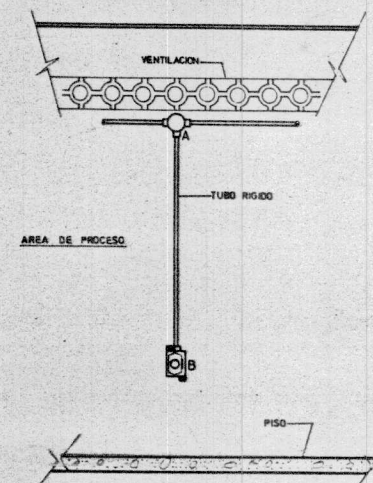 VENTILACION
A
TUBO RIGIDO
AREA DE PROCESO
B
PISO